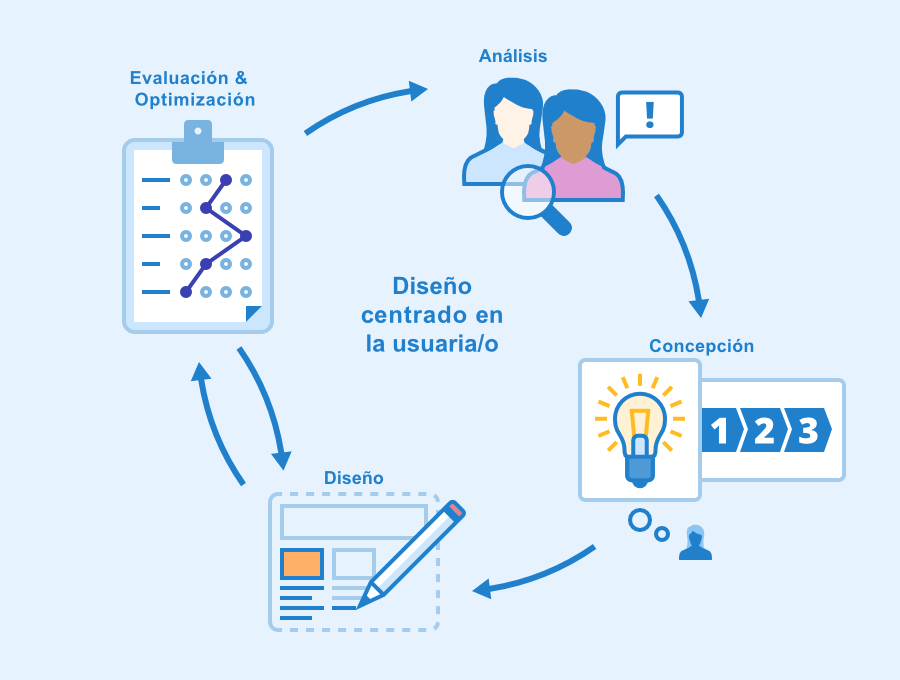 Análisis
Evaluación &
Optimización
!
Diseño
centrado en
la usuaria/o
Concepción
1 2 3
Diseño